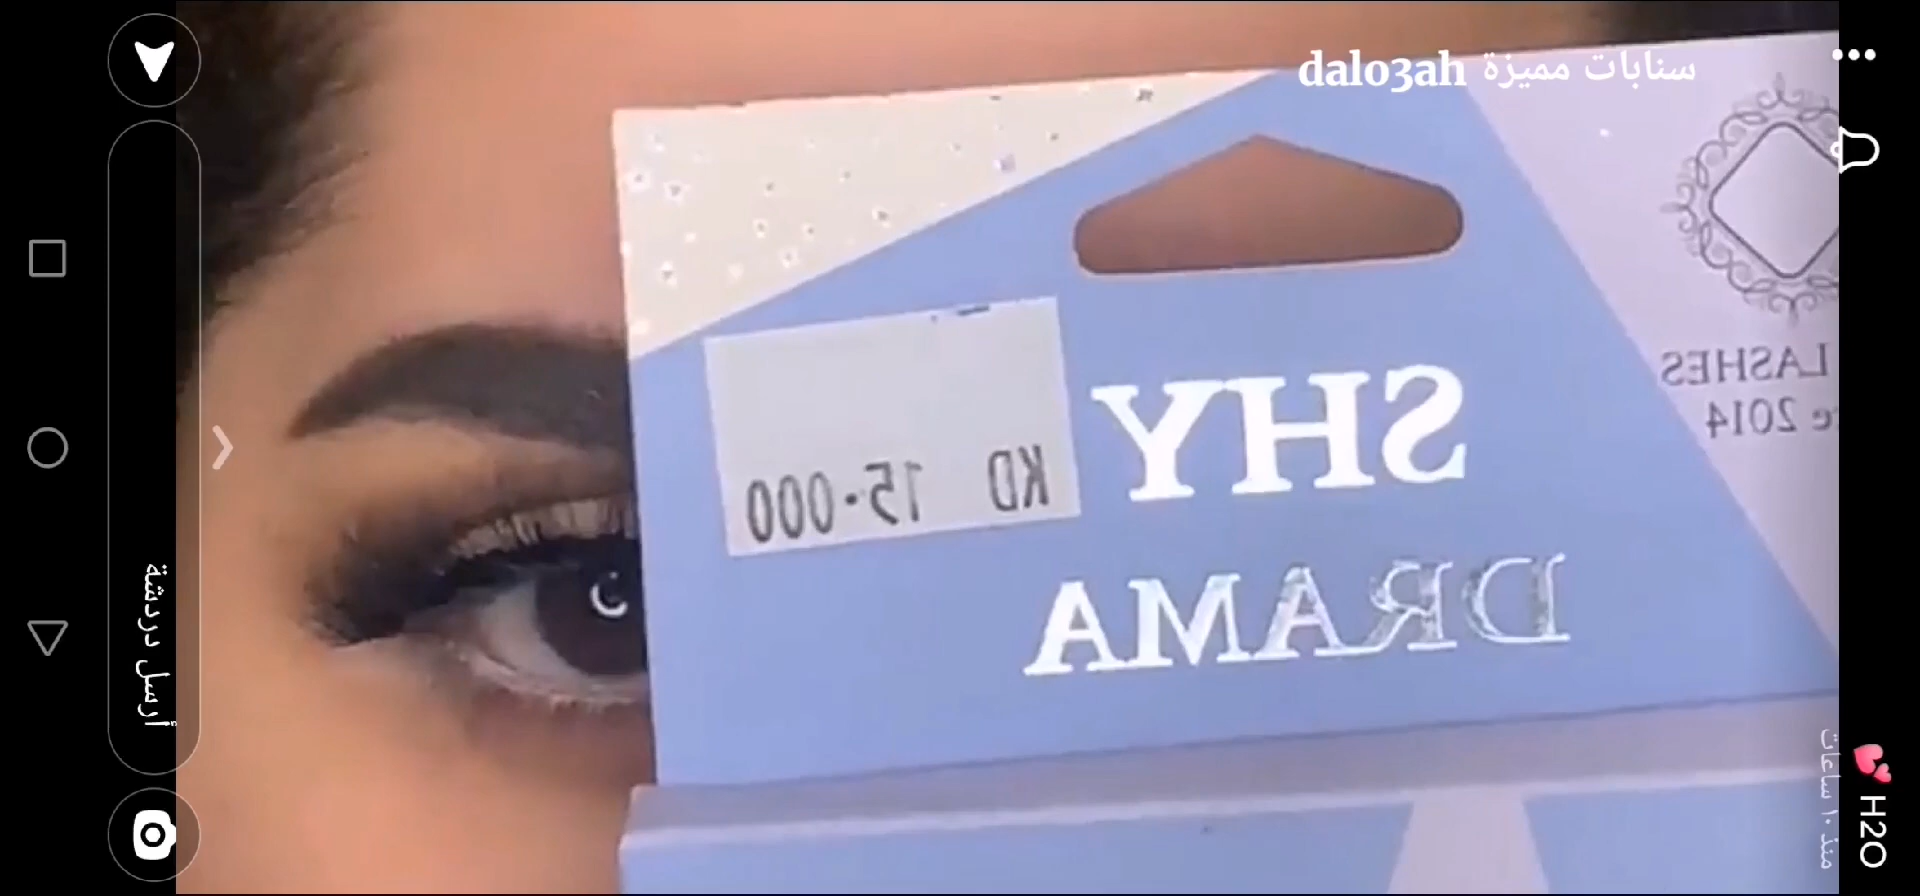 dalo3ah سنابات مميزة
LASHES
2014
KD 15.000
SHY
DRAMA
أرسل دردشة
H2O 💕
منذ ١٠ ساعات